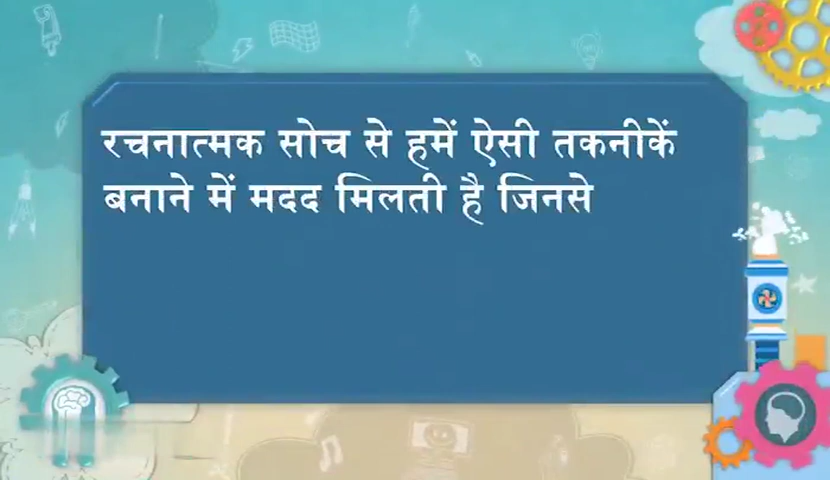 रचनात्मक सोच से हमें ऐसी तकनीकें
बनाने में मदद मिलती है जिनसे